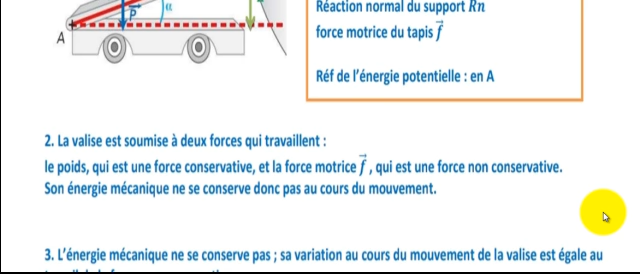 Réaction normal du support Rn
P α
A
force motrice du tapis f
Réf de l'énergie potentielle : en A
2. La valise est soumise à deux forces qui travaillent :
le poids, qui est une force conservative, et la force motrice f , qui est une force non conservative.
Son énergie mécanique ne se conserve donc pas au cours du mouvement.
3. L'énergie mécanique ne se conserve pas ; sa variation au cours du mouvement de la valise est égale au